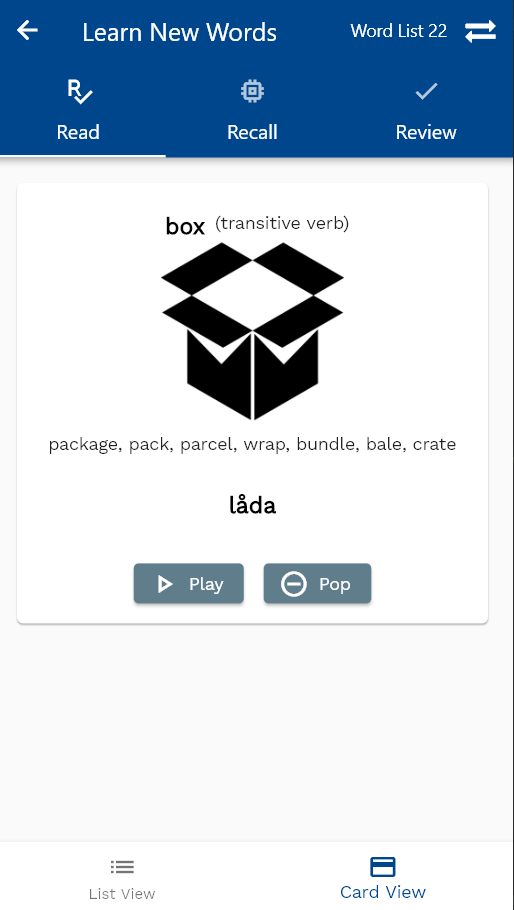 Learn New Words Word List 22
Read Recall Review
box (transitive verb)
package, pack, parcel, wrap, bundle, bale, crate
låda
Play Pop
List View Card View